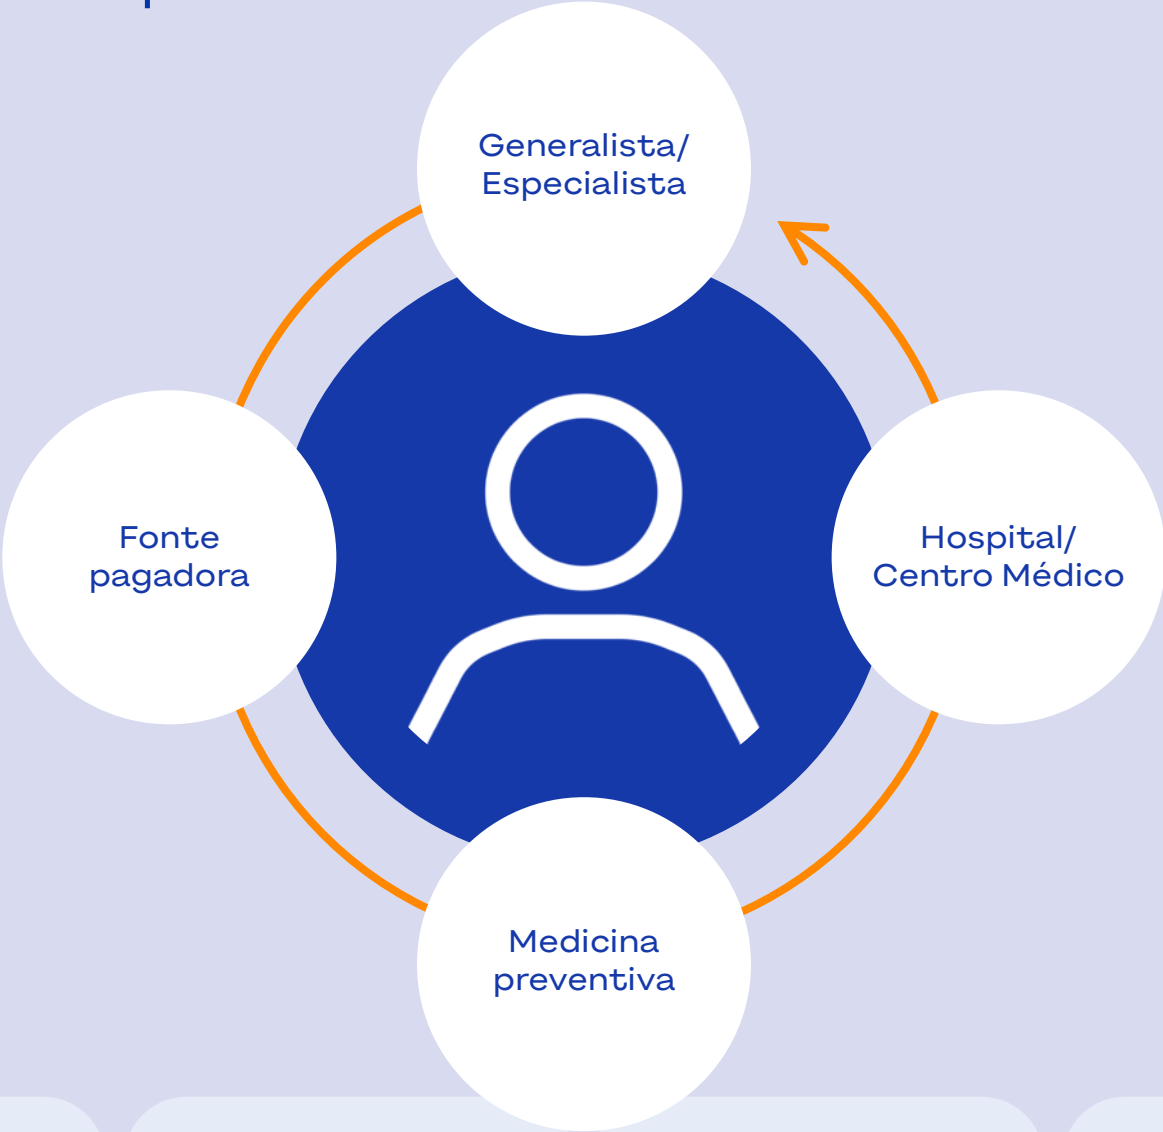 Generalista/
Especialista
Fonte
pagadora
Hospital/
Centro Médico
Medicina
preventiva